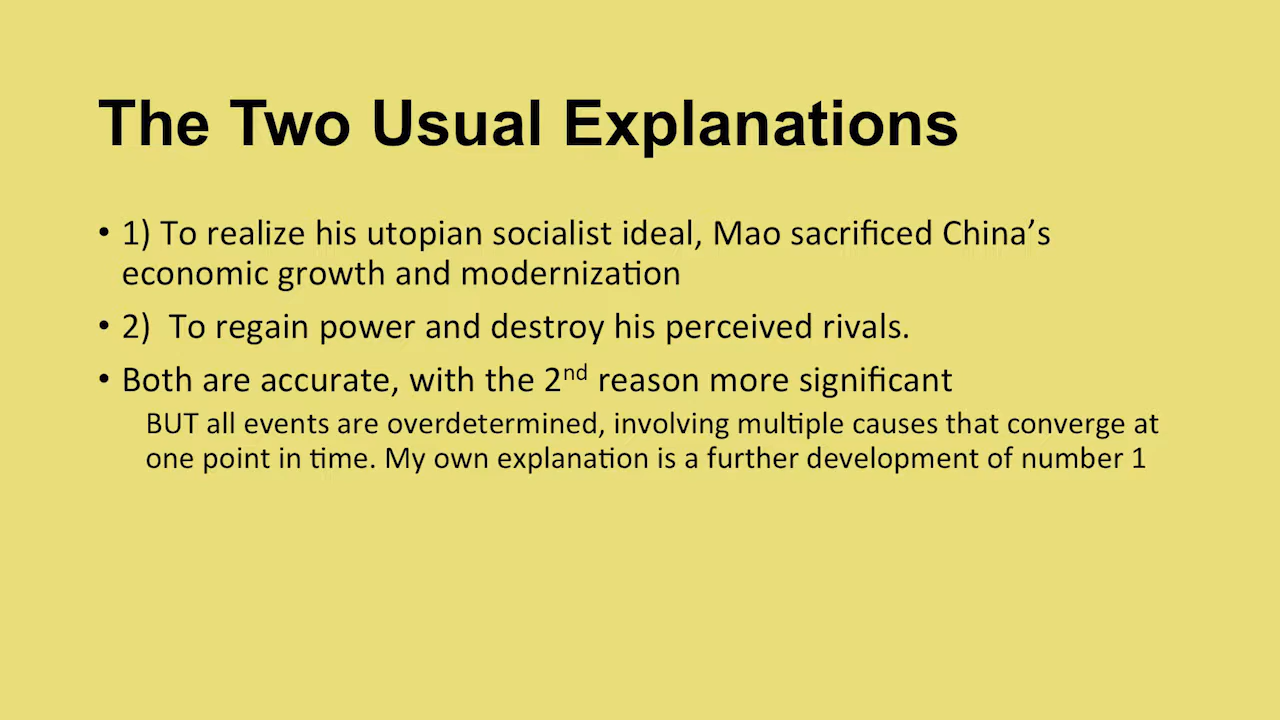 The Two Usual Explanations
• 1) To realize his utopian socialist ideal, Mao sacrificed China’s
economic growth and modernization
• 2)  To regain power and destroy his perceived rivals.
• Both are accurate, with the 2nd reason more significant
BUT all events are overdetermined, involving multiple causes that converge at
one point in time. My own explanation is a further development of number 1